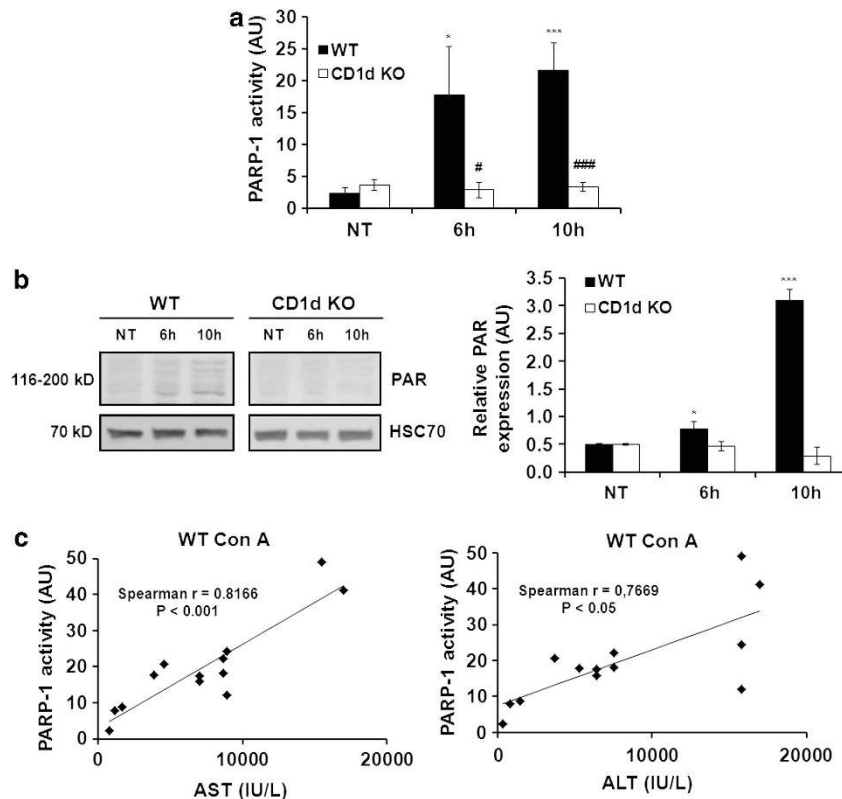 a
PARP-1 activity (AU)
30
25
20
15
10
5
0
WT
CD1d KO
*
***
#
###
NT 6h 10h
b
WT CD1d KO
NT 6h 10h NT 6h 10h
116-200 kD PAR
70 kD HSC70
Relative PAR
expression (AU)
3.5
3.0
2.5
2.0
1.5
1.0
0.5
0.0
WT
CD1d KO
*
***
NT 6h 10h
c
WT Con A
PARP-1 activity (AU)
50
40
30
20
10
0
Spearman r = 0.8166
P < 0.001
0 10000 20000
AST (IU/L)
WT Con A
PARP-1 activity (AU)
50
40
30
20
10
0
Spearman r = 0,7669
P < 0.05
0 10000 20000
ALT (IU/L)